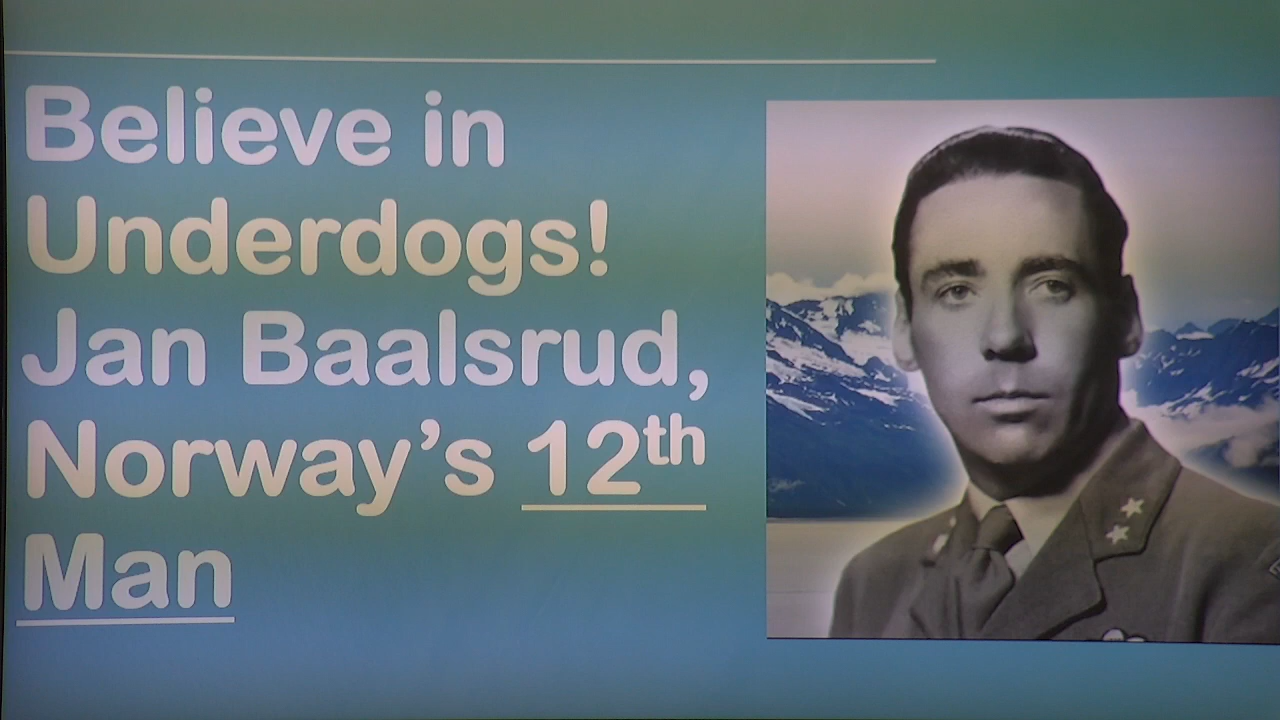 Believe in
Underdogs!
Jan Baalsrud,
Norway’s 12th
Man